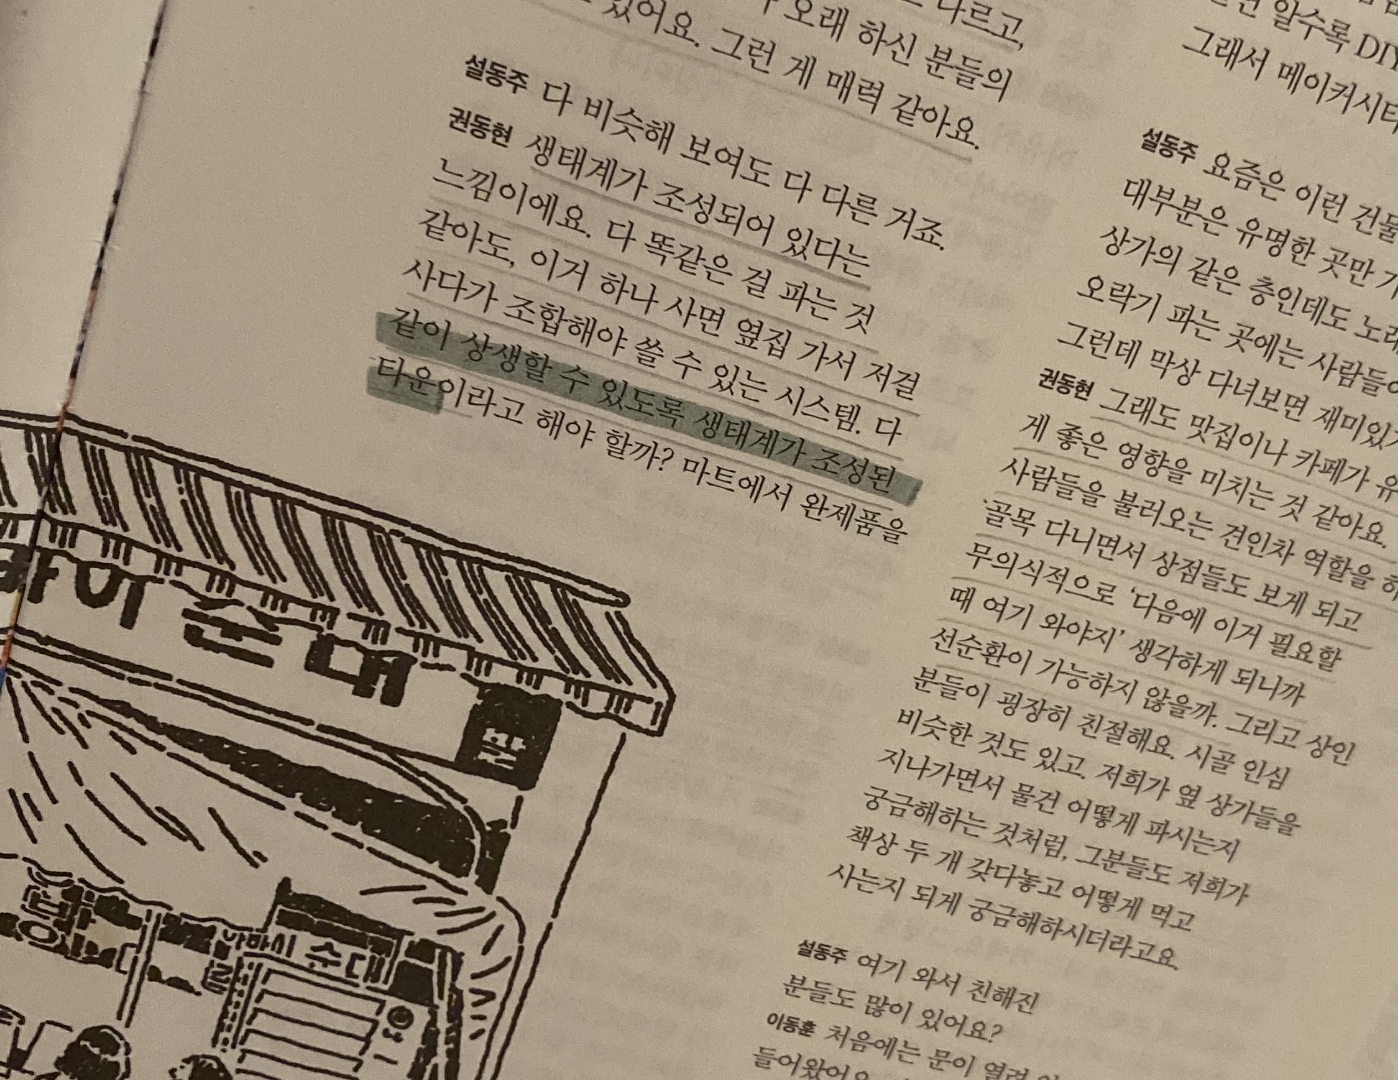 다르고,
오래 하신 분들의
있어요. 그런 게 매력 같아요.
설동주 다 비슷해 보여도 다 다른 거죠.
권동현 생태계가 조성되어 있다는
느낌이에요. 다 똑같은 걸 파는 것
같아도, 이거 하나 사면 옆집 가서 저걸
사다가 조합해야 쓸 수 있는 시스템. 다
같이 상생할 수 있도록 생태계가 조성된
타운이라고 해야 할까? 마트에서 완제품을
알수록 DIY
그래서 메이커시티
설동주 요즘은 이런 건물
대부분은 유명한 곳만 가
상가의 같은 층인데도 노래
오락기 파는 곳에는 사람들이
그런데 막상 다녀보면 재미있
권동현 그래도 맛집이나 카페가 유
게 좋은 영향을 미치는 것 같아요.
사람들을 불러오는 견인차 역할을 하
골목 다니면서 상점들도 보게 되고
무의식적으로 ‘다음에 이거 필요할
때 여기 와야지’ 생각하게 되니까
선순환이 가능하지 않을까. 그리고 상인
분들이 굉장히 친절해요. 시골 인심
비슷한 것도 있고. 저희가 옆 상가들을
지나가면서 물건 어떻게 파시는지
궁금해하는 것처럼, 그분들도 저희가
책상 두 개 갖다놓고 어떻게 먹고
사는지 되게 궁금해하시더라고요.
설동주 여기 와서 친해진
분들도 많이 있어요?
이동훈 처음에는 문이 열려
들어왔어요
바이 순대
아바이 순대